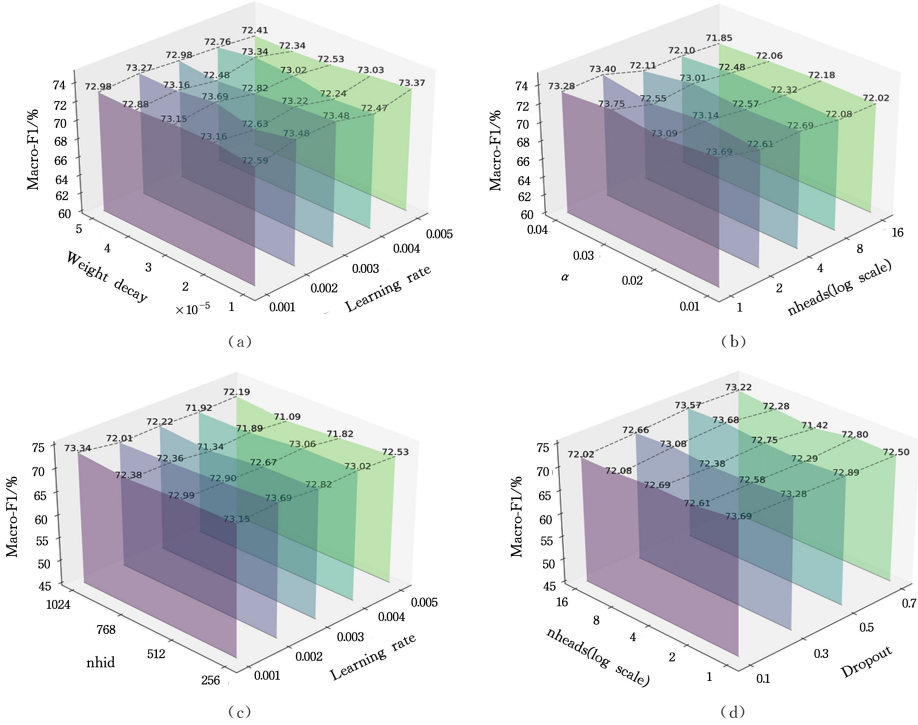 72.41
72.76 73.34 72.34
72.98 72.48 73.02 72.53
73.27 73.16 73.69 72.82 72.24 73.03
72.98 72.88 73.15 73.22 73.37
73.16 72.63 73.48 73.48 72.47
72.59
Macro-F1/%
74
72
70
68
66
64
62
60
5
4
3
2
1
Weight decay
×10⁻⁵
0.001
0.002
0.003
0.004
0.005
Learning rate
(a)
71.85
72.10 72.48 72.06
72.11 73.01 72.32 72.18
73.40 72.55 72.57 72.02
73.28 73.75 73.14 72.69 72.08
73.09 72.61
73.69
Macro-F1/%
74
72
70
68
66
64
62
60
0.04
0.03
0.02
0.01
α
1
2
4
8
16
nheads(log scale)
(b)
72.19
71.92 71.89 71.09
72.22 71.34 73.06 71.82
72.01 72.36 72.67 72.53
73.34 72.38 72.90 72.82 73.02
72.99 73.69
73.15
Macro-F1/%
75
70
65
60
55
50
45
1024
768
512
256
nhid
0.001
0.002
0.003
0.004
0.005
Learning rate
(c)
73.22
73.57 73.68 72.28
72.66 73.08 72.75 71.42
72.02 72.38 72.29 72.80
72.08 72.69 72.58 72.89 72.50
72.61 73.28
73.69
Macro-F1/%
75
70
65
60
55
50
45
16
8
4
2
1
nheads(log scale)
0.1
0.3
0.5
0.7
Dropout
(d)